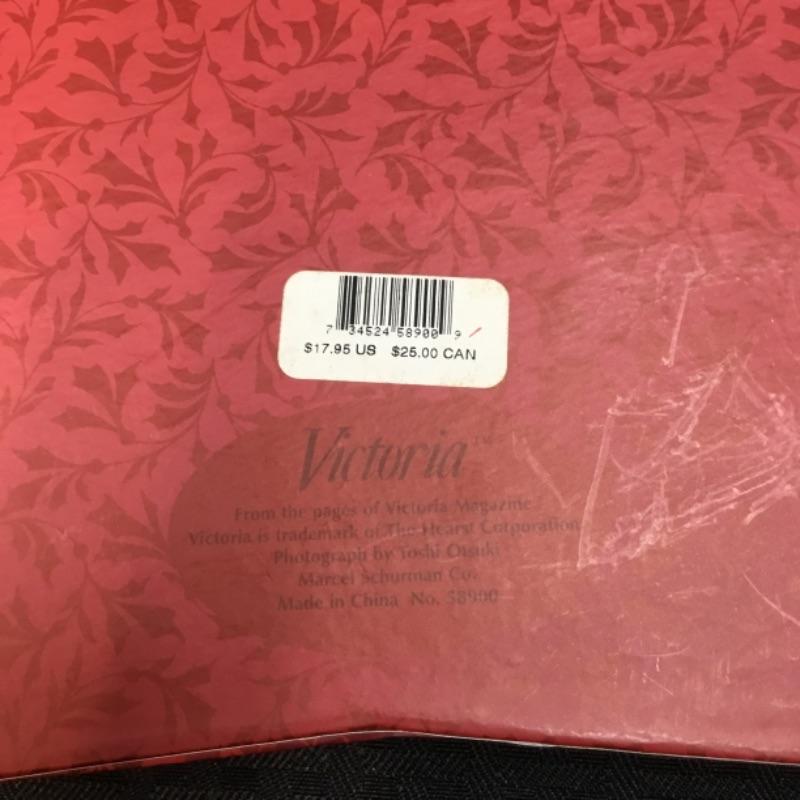 7 34524 58900 9
$17.95 US $25.00 CAN
Victoria™
From the pages of Victoria Magazine
Victoria is trademark of The Hearst Corporation
Photograph by Toshi Otsuki
Marcel Schurman Co.
Made in China No. 58900